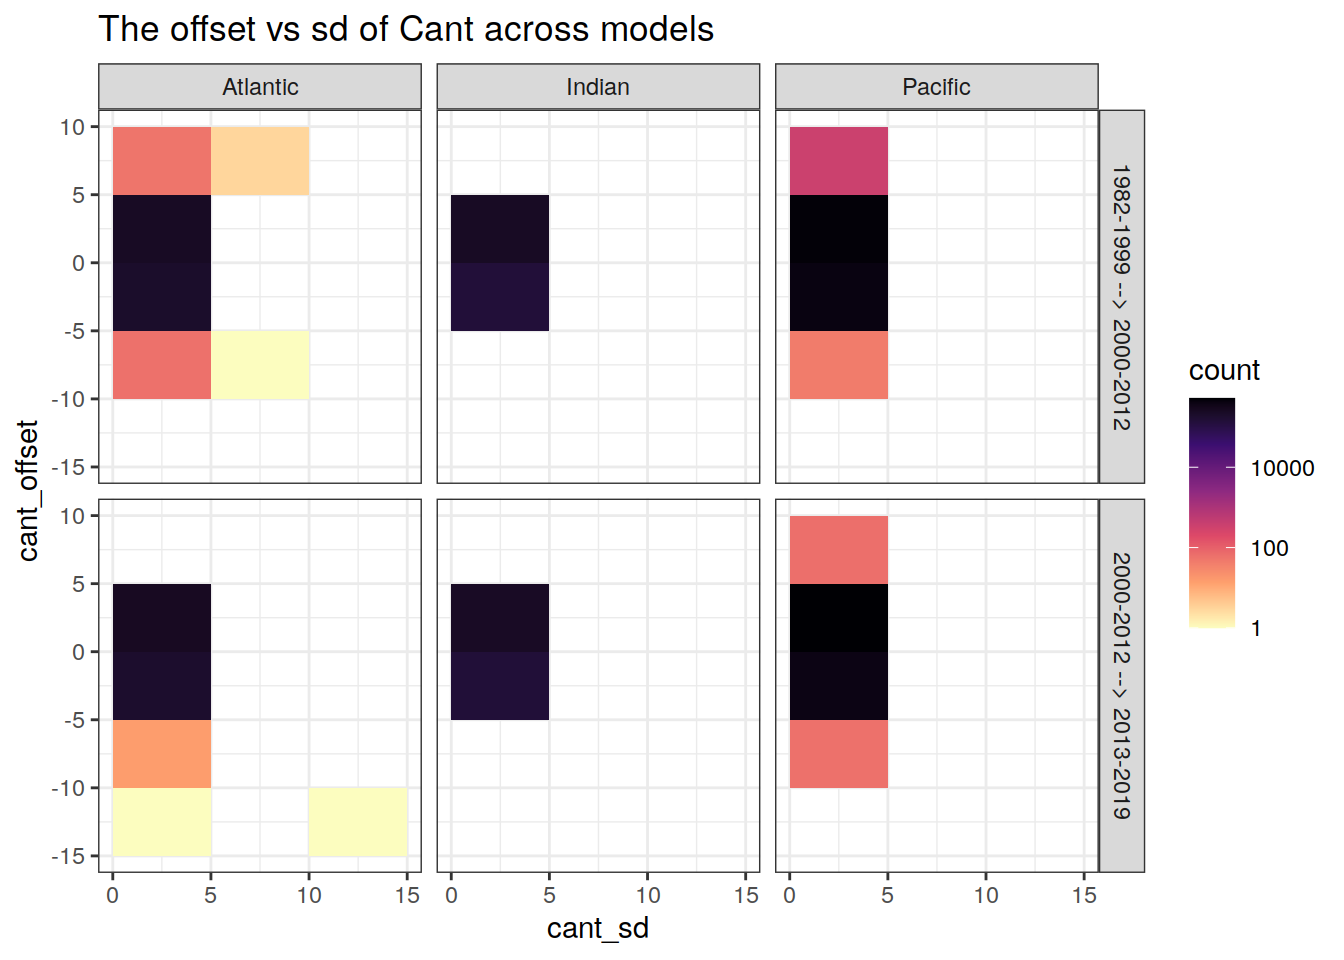 The offset vs sd of Cant across models
Atlantic
Indian
Pacific
10
5
0
-5
-10
-15
1982-1999 --> 2000-2012
10
5
0
-5
-10
-15
2000-2012 --> 2013-2019
cant_offset
0 5 10 15
0 5 10 15
0 5 10 15
cant_sd
count
10000
100
1